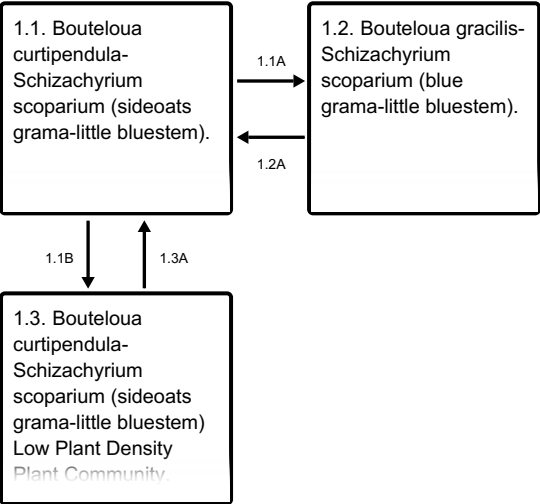 1.1. Bouteloua
curtipendula-
Schizachyrium
scoparium (sideoats
grama-little bluestem).
1.1A
1.2. Bouteloua gracilis-
Schizachyrium
scoparium (blue
grama-little bluestem).
1.2A
1.1B
1.3A
1.3. Bouteloua
curtipendula-
Schizachyrium
scoparium (sideoats
grama-little bluestem)
Low Plant Density
Plant Community.